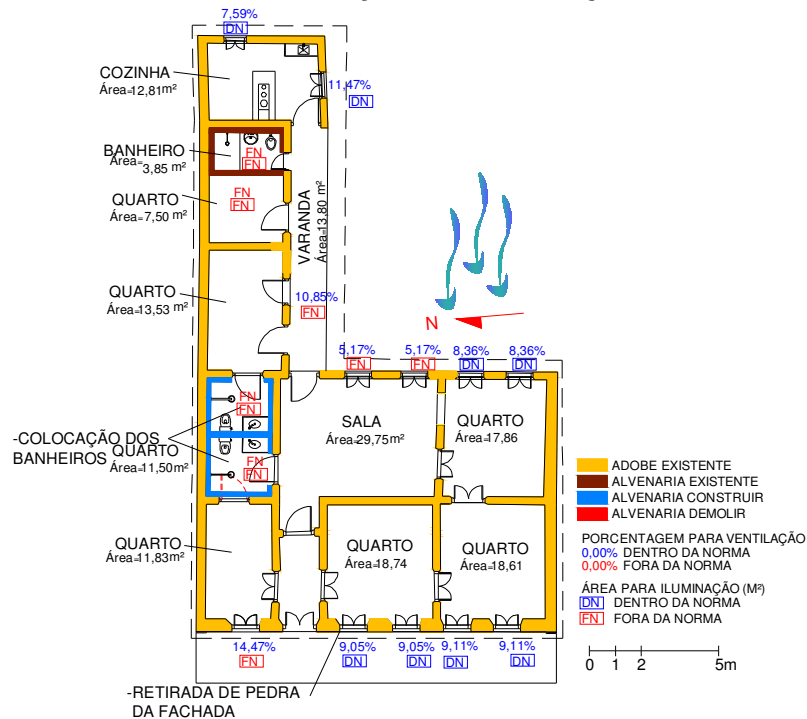 7,59%
DN
COZINHA
Área=12,81m²
11,47%
DN
BANHEIRO
Área=
3,85 m²
FN
FN
QUARTO
Área=7,50 m²
FN
FN
VARANDA
Área=13,80 m²
QUARTO
Área=13,53 m²
10,85%
FN
N
5,17%
FN
5,17%
FN
8,36%
DN
8,36%
DN
FN
FN
SALA
Área=29,75m²
QUARTO
Área=17,86
-COLOCAÇÃO DOS
BANHEIROS
QUARTO
Área=11,50m²
FN
FN
QUARTO
Área=11,83m²
QUARTO
Área=18,74
QUARTO
Área=18,61
14,47%
FN
9,05%
DN
9,05%
DN
9,11%
DN
9,11%
DN
-RETIRADA DE PEDRA
DA FACHADA
ADOBE EXISTENTE
ALVENARIA EXISTENTE
ALVENARIA CONSTRUIR
ALVENARIA DEMOLIR
PORCENTAGEM PARA VENTILAÇÃO
0,00% DENTRO DA NORMA
0,00% FORA DA NORMA
ÁREA PARA ILUMINAÇÃO (M²)
DN DENTRO DA NORMA
FN FORA DA NORMA
0 1 2 5m